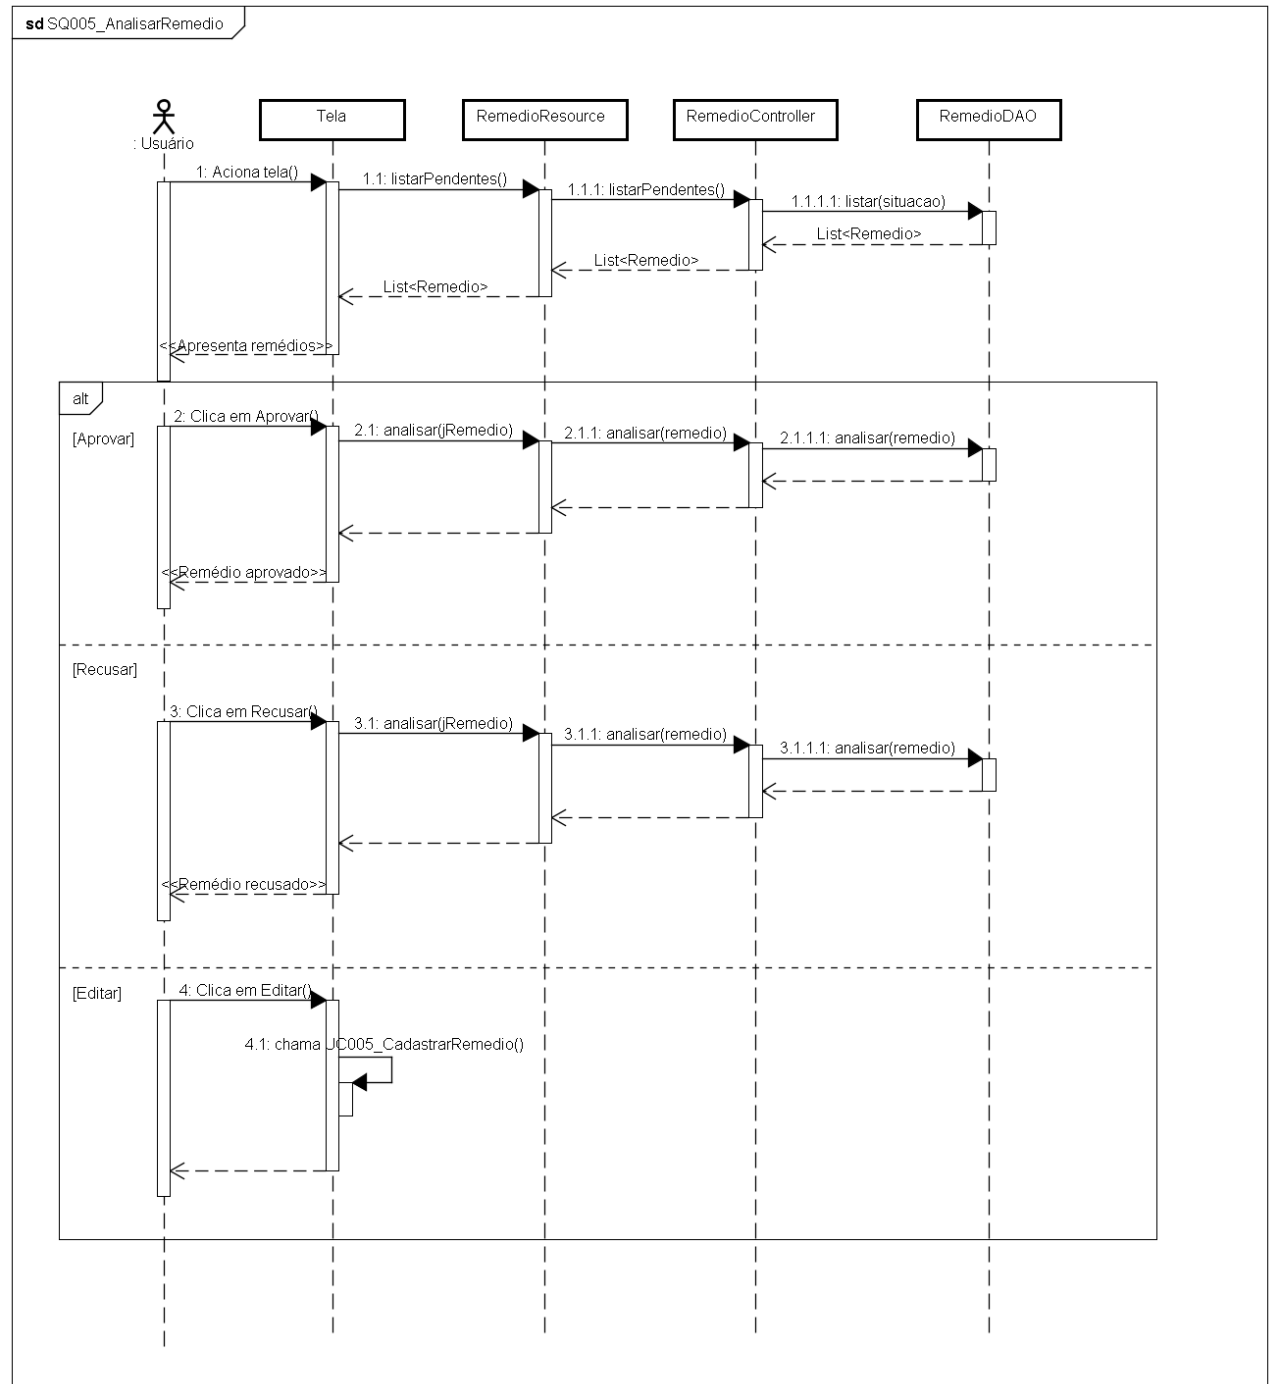 sd SQ005_AnalisarRemedio
: Usuário
Tela
RemedioResource
RemedioController
RemedioDAO
1: Aciona tela()
1.1: listarPendentes()
1.1.1: listarPendentes()
1.1.1.1: listar(situacao)
List<Remedio>
List<Remedio>
List<Remedio>
<<Apresenta remédios>>
alt
[Aprovar]
2: Clica em Aprovar()
2.1: analisar(jRemedio)
2.1.1: analisar(remedio)
2.1.1.1: analisar(remedio)
<<Remédio aprovado>>
[Recusar]
3: Clica em Recusar()
3.1: analisar(jRemedio)
3.1.1: analisar(remedio)
3.1.1.1: analisar(remedio)
<<Remédio recusado>>
[Editar]
4: Clica em Editar()
4.1: chama UC005_CadastrarRemedio()